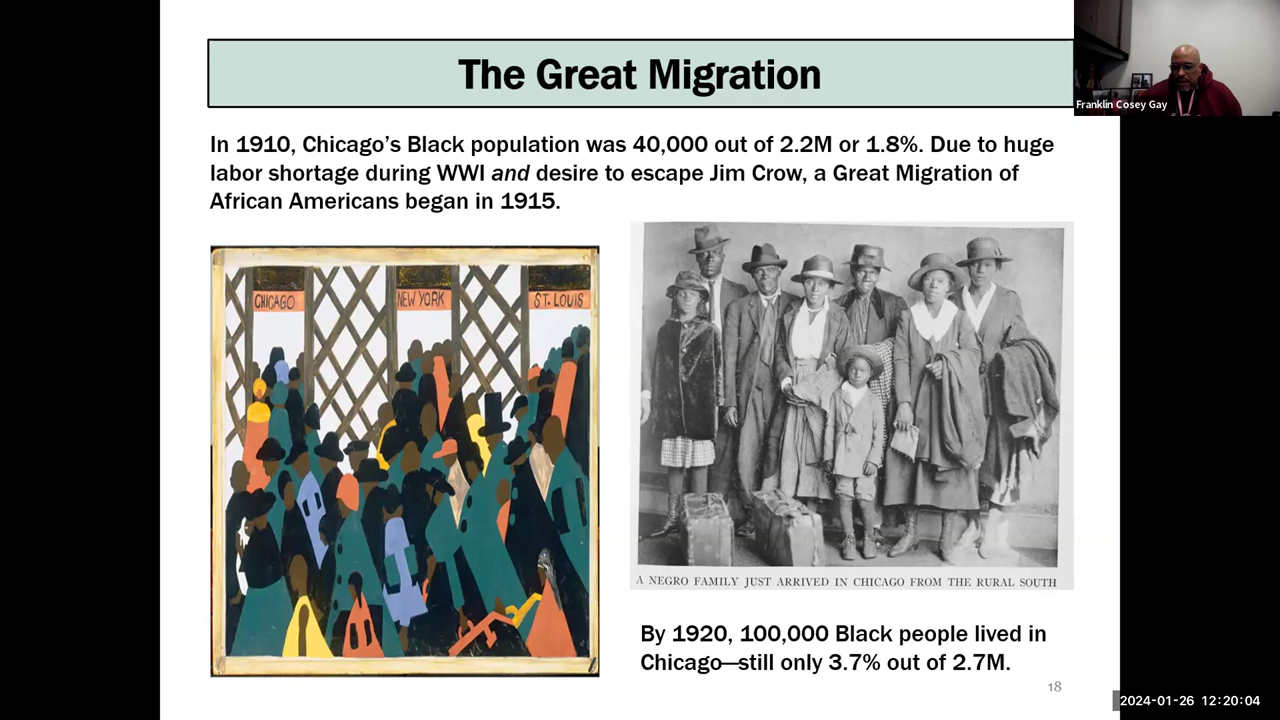 The Great Migration
Franklin Cosey Gay
In 1910, Chicago’s Black population was 40,000 out of 2.2M or 1.8%. Due to huge
labor shortage during WWI and desire to escape Jim Crow, a Great Migration of
African Americans began in 1915.
CHICAGO
NEW YORK
ST. LOUIS
A NEGRO FAMILY JUST ARRIVED IN CHICAGO FROM THE RURAL SOUTH
By 1920, 100,000 Black people lived in
Chicago—still only 3.7% out of 2.7M.
18
2024-01-26 12:20:04